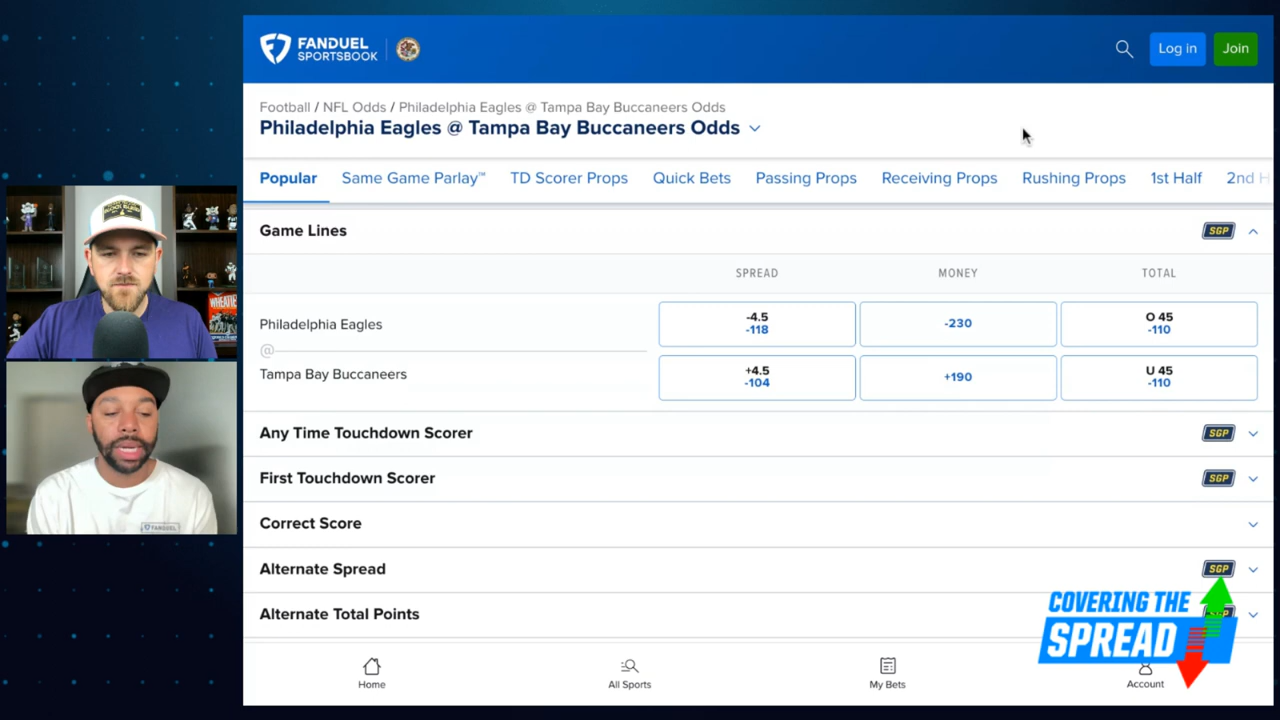 FANDUEL
SPORTSBOOK
Log in
Join
Football / NFL Odds / Philadelphia Eagles @ Tampa Bay Buccaneers Odds
Philadelphia Eagles @ Tampa Bay Buccaneers Odds
Popular Same Game Parlay™ TD Scorer Props Quick Bets Passing Props Receiving Props Rushing Props 1st Half 2nd H
Game Lines SGP
SPREAD MONEY TOTAL
Philadelphia Eagles
-4.5
-118
-230
O 45
-110
@
Tampa Bay Buccaneers
+4.5
-104
+190
U 45
-110
Any Time Touchdown Scorer SGP
First Touchdown Scorer SGP
Correct Score
Alternate Spread SGP
Alternate Total Points
Home
All Sports
My Bets
Account
COVERING THE
SPREAD
WHEATIES
FANDUEL